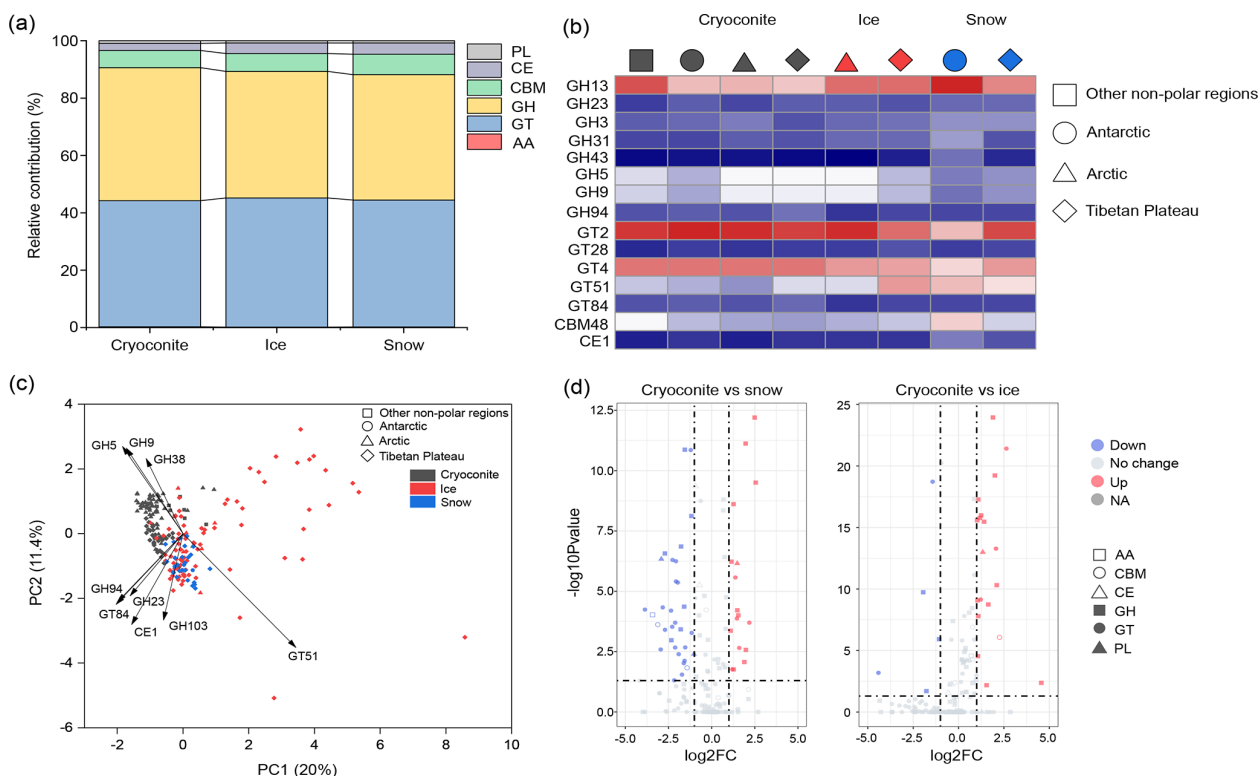 (a)
100
80
60
40
20
0
Relative contribution (%)
Cryoconite Ice Snow
PL
CE
CBM
GH
GT
AA
(b)
Cryoconite Ice Snow
GH13
GH23
GH3
GH31
GH43
GH5
GH9
GH94
GT2
GT28
GT4
GT51
GT84
CBM48
CE1
Other non-polar regions
Antarctic
Arctic
Tibetan Plateau
(c)
4
2
0
-2
-4
-6
PC2 (11.4%)
-2 0 2 4 6 8 10
PC1 (20%)
GH5
GH9
GH38
GH94
GT84
GH23
CE1
GH103
GT51
Other non-polar regions
Antarctic
Arctic
Tibetan Plateau
Cryoconite
Ice
Snow
(d)
Cryoconite vs snow
12.5
10.0
7.5
5.0
2.5
0.0
-log10Pvalue
-5.0 -2.5 0.0 2.5 5.0
log2FC
Cryoconite vs ice
25
20
15
10
5
0
-5.0 -2.5 0.0 2.5 5.0
log2FC
Down
No change
Up
NA
AA
CBM
CE
GH
GT
PL